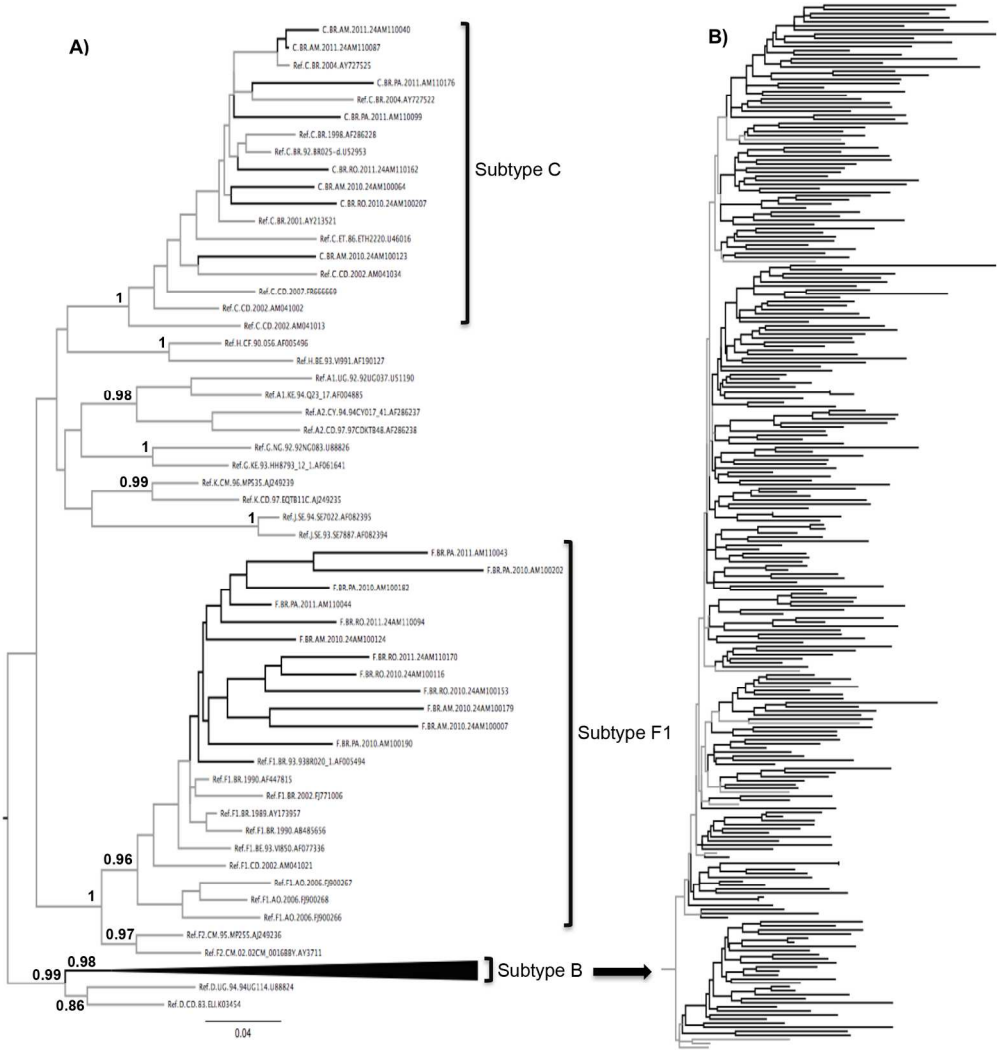 A)
B)
C.BR.AM.2011.24AM110040
C.BR.AM.2011.24AM110087
Ref.C.BR.2004.AY727525
C.BR.PA.2011.AM110176
Ref.C.BR.2004.AY727522
C.BR.PA.2011.AM110099
Ref.C.BR.1998.AF286228
Ref.C.BR.92.BR025-d.U52953
C.BR.RO.2011.24AM110162
Subtype C
C.BR.AM.2010.24AM100064
C.BR.RO.2010.24AM100207
Ref.C.BR.2001.AY213521
Ref.C.ET.86.ETH2220.U46016
C.BR.AM.2010.24AM100123
Ref.C.CD.2002.AM041034
Ref.C.CD.2007.FR666669
1
Ref.C.CD.2002.AM041002
Ref.C.CD.2002.AM041013
1
Ref.H.CF.90.056.AF005496
Ref.H.BE.93.VI991.AF190127
Ref.A1.UG.92.92UG037.U51190
0.98
Ref.A1.KE.94.Q23_17.AF004885
Ref.A2.CY.94.94CY017_41.AF286237
Ref.A2.CD.97.97CDKTB48.AF286238
1
Ref.G.NG.92.92NG083.U88826
Ref.G.KE.93.HH8793_12_1.AF061641
0.99
Ref.K.CM.96.MP535.AJ249239
Ref.K.CD.97.EQTB11C.AJ249235
1
Ref.J.SE.94.SE7022.AF082395
Ref.J.SE.93.SE7887.AF082394
F.BR.PA.2011.AM110043
F.BR.PA.2010.AM100202
F.BR.PA.2010.AM100182
F.BR.PA.2011.AM110044
F.BR.RO.2011.24AM110094
F.BR.AM.2010.24AM100124
F.BR.RO.2011.24AM110170
F.BR.RO.2010.24AM100116
F.BR.RO.2010.24AM100153
F.BR.AM.2010.24AM100179
F.BR.AM.2010.24AM100007
Subtype F1
F.BR.PA.2010.AM100190
Ref.F1.BR.93.93BR020_1.AF005494
Ref.F1.BR.1990.AF447815
Ref.F1.BR.2002.FJ771006
Ref.F1.BR.1989.AY173957
Ref.F1.BR.1990.AB485656
Ref.F1.BE.93.VI850.AF077336
0.96
Ref.F1.CD.2002.AM041021
Ref.F1.AO.2006.FJ900267
1
Ref.F1.AO.2006.FJ900268
Ref.F1.AO.2006.FJ900266
0.97
Ref.F2.CM.95.MP255.AJ249236
Ref.F2.CM.02.02CM_0016BBY.AY3711
0.98
0.99
Subtype B
Ref.D.UG.94.94UG114.U88824
0.86
Ref.D.CD.83.ELI.K03454
0.04